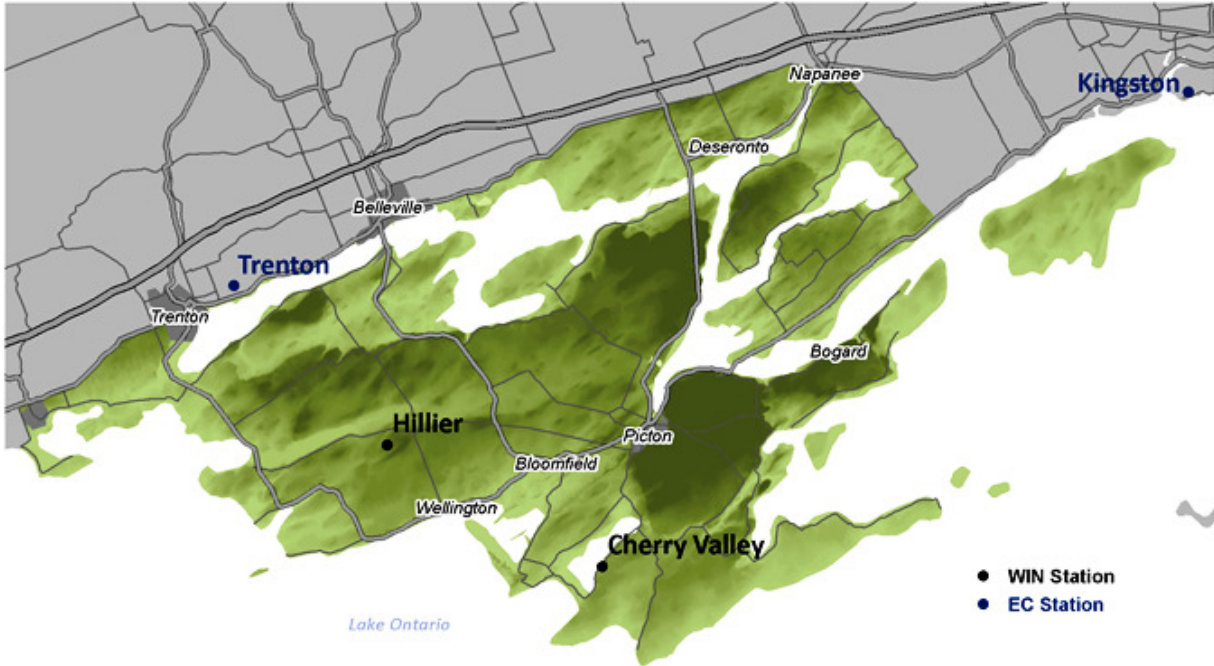 Napanee
Kingston
Deseronto
Belleville
Trenton
Trenton
Bogard
Hillier
Picton
Bloomfield
Wellington
Cherry Valley
WIN Station
EC Station
Lake Ontario